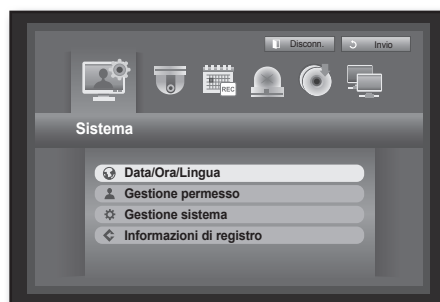 Disconn. Invio
REC
Sistema
Data/Ora/Lingua
Gestione permesso
Gestione sistema
Informazioni di registro